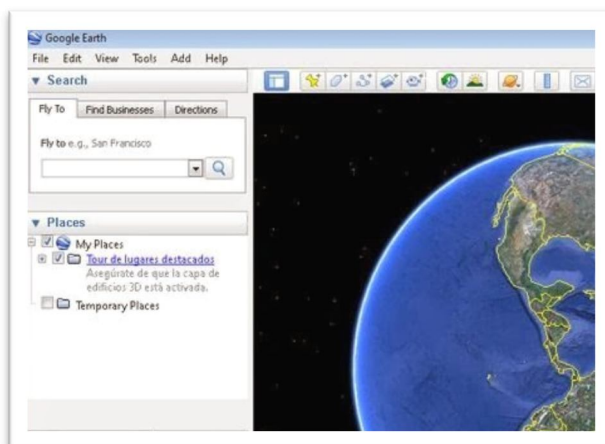 Google Earth
File Edit View Tools Add Help
Search
Fly To Find Businesses Directions
Fly to e.g., San Francisco
Places
My Places
Tour de lugares destacados
Asegúrate de que la capa de
edificios 3D está activada.
Temporary Places